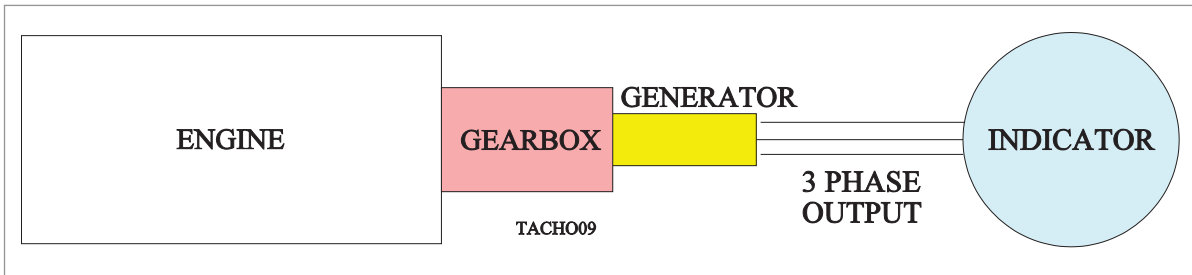 ENGINE
GEARBOX
GENERATOR
3 PHASE
OUTPUT
INDICATOR
TACHO09